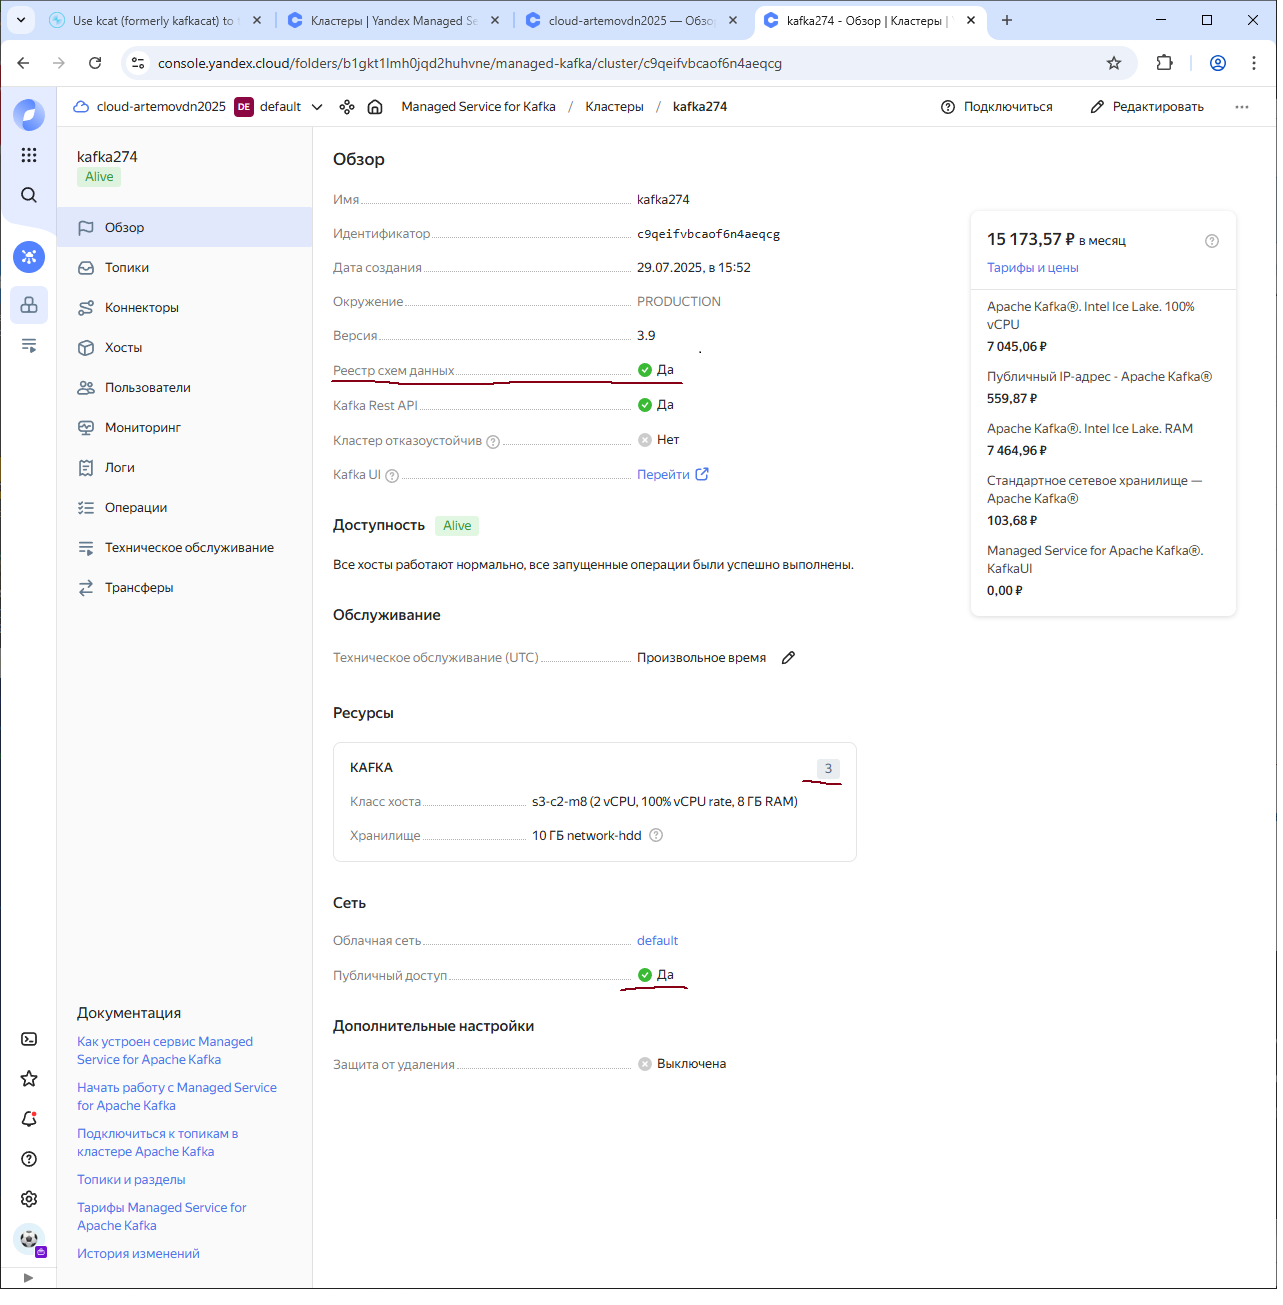 Use kcat (formerly kafkacat) to
Кластеры | Yandex Managed Se
cloud-artemovdn2025 — Обзо
kafka274 - Обзор | Кластеры |
console.yandex.cloud/folders/b1gkt1lmh0jqd2huhvne/managed-kafka/cluster/c9qeifvbcaof6n4aeqcg
cloud-artemovdn2025 DE default
Managed Service for Kafka / Кластеры / kafka274
Подключиться
Редактировать
kafka274
Alive
Обзор
Топики
Коннекторы
Хосты
Пользователи
Мониторинг
Логи
Операции
Техническое обслуживание
Трансферы
Документация
Как устроен сервис Managed
Service for Apache Kafka
Начать работу с Managed Service
for Apache Kafka
Подключиться к топикам в
кластере Apache Kafka
Топики и разделы
Тарифы Managed Service for
Apache Kafka
История изменений
Обзор
Имя kafka274
Идентификатор c9qeifvbcaof6n4aeqcg
Дата создания 29.07.2025, в 15:52
Окружение PRODUCTION
Версия 3.9
Реестр схем данных Да
Kafka Rest API Да
Кластер отказоустойчив Нет
Kafka UI Перейти
Доступность Alive
Все хосты работают нормально, все запущенные операции были успешно выполнены.
Обслуживание
Техническое обслуживание (UTC) Произвольное время
Ресурсы
KAFKA 3
Класс хоста s3-c2-m8 (2 vCPU, 100% vCPU rate, 8 ГБ RAM)
Хранилище 10 ГБ network-hdd
Сеть
Облачная сеть default
Публичный доступ Да
Дополнительные настройки
Защита от удаления Выключена
15 173,57 ₽ в месяц
Тарифы и цены
Apache Kafka®. Intel Ice Lake. 100%
vCPU
7 045,06 ₽
Публичный IP-адрес - Apache Kafka®
559,87 ₽
Apache Kafka®. Intel Ice Lake. RAM
7 464,96 ₽
Стандартное сетевое хранилище —
Apache Kafka®
103,68 ₽
Managed Service for Apache Kafka®.
KafkaUI
0,00 ₽